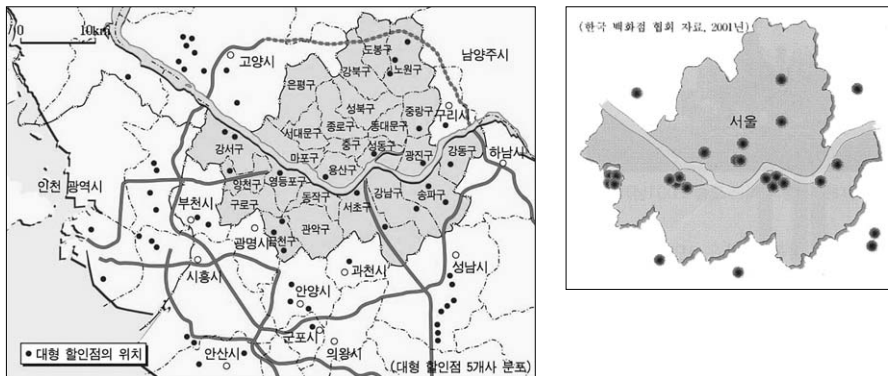 0 10km
고양시
남양주시
도봉구
강북구
노원구
은평구
성북구
중랑구
구리시
서대문구
종로구
동대문구
중구
성동구
강서구
마포구
광진구
강동구
하남시
용산구
양천구
영등포구
인천 광역시
동작구
서초구
강남구
송파구
구로구
부천시
관악구
금천구
광명시
시흥시
과천시
성남시
안양시
군포시
의왕시
안산시
● 대형 할인점의 위치
(대형 할인점 5개사 분포)
(한국 백화점 협회 자료, 2001년)
서울